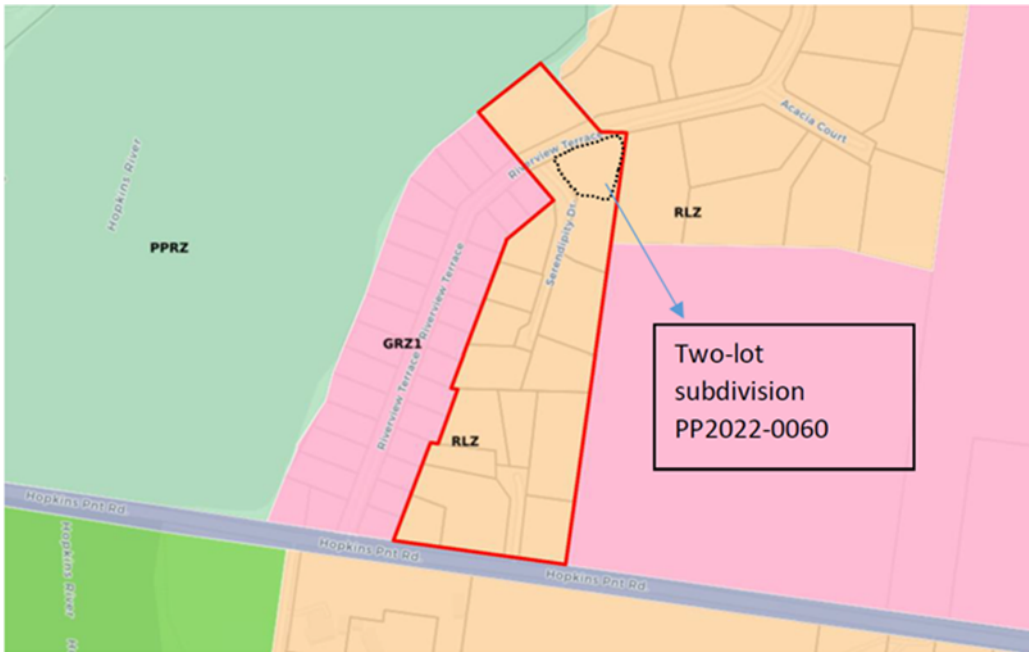 Hopkins River
PPRZ
Riverview Terrace
Acacia Court
RLZ
Serendipity Dr.
GRZ1
Riverview Terrace
Riverview Terrace
RLZ
Two-lot
subdivision
PP2022-0060
Hopkins Pnt Rd.
Hopkins Pnt Rd.
Hopkins Pnt Rd.
Hopkins River